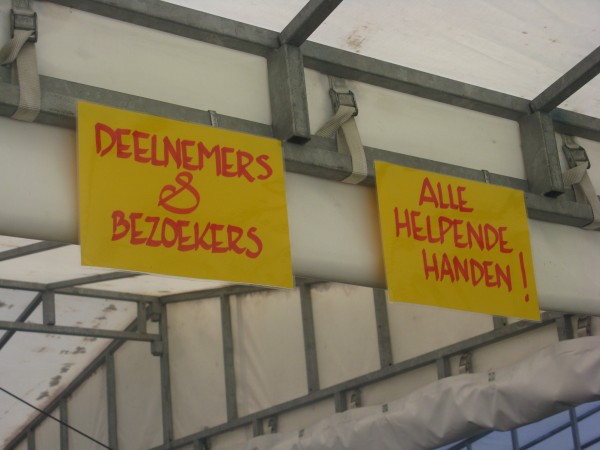 DEELNEMERS
&
BEZOEKERS
ALLE
HELPENDE
HANDEN!